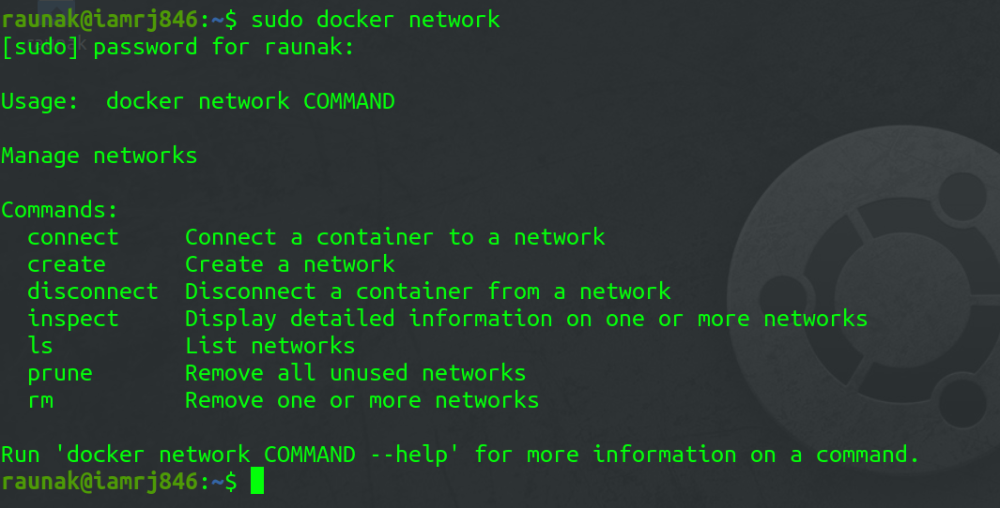 raunak@iamrj846:~$ sudo docker network
[sudo] password for raunak:
Usage:  docker network COMMAND
Manage networks
Commands:
  connect     Connect a container to a network
  create      Create a network
  disconnect  Disconnect a container from a network
  inspect     Display detailed information on one or more networks
  ls          List networks
  prune       Remove all unused networks
  rm          Remove one or more networks
Run 'docker network COMMAND --help' for more information on a command.
raunak@iamrj846:~$